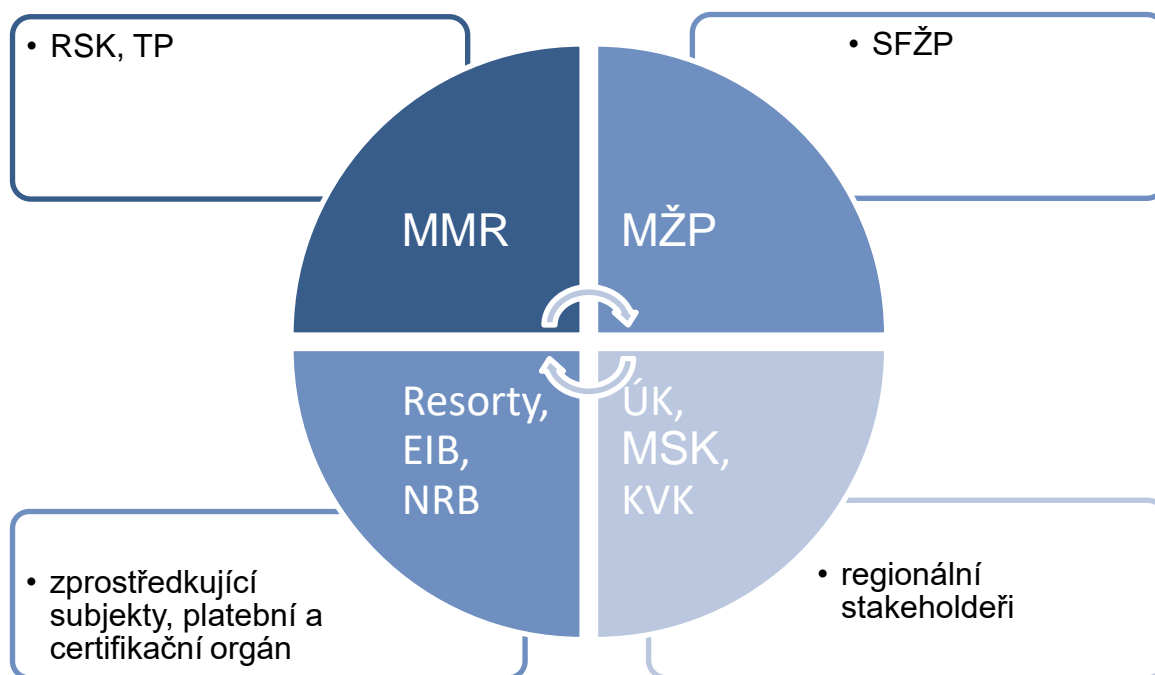 • RSK, TP
• SFŽP
MMR
MŽP
Resorty,
EIB,
NRB
ÚK,
MSK,
KVK
• zprostředkující
subjekty, platební a
certifikační orgán
• regionální
stakeholdeři